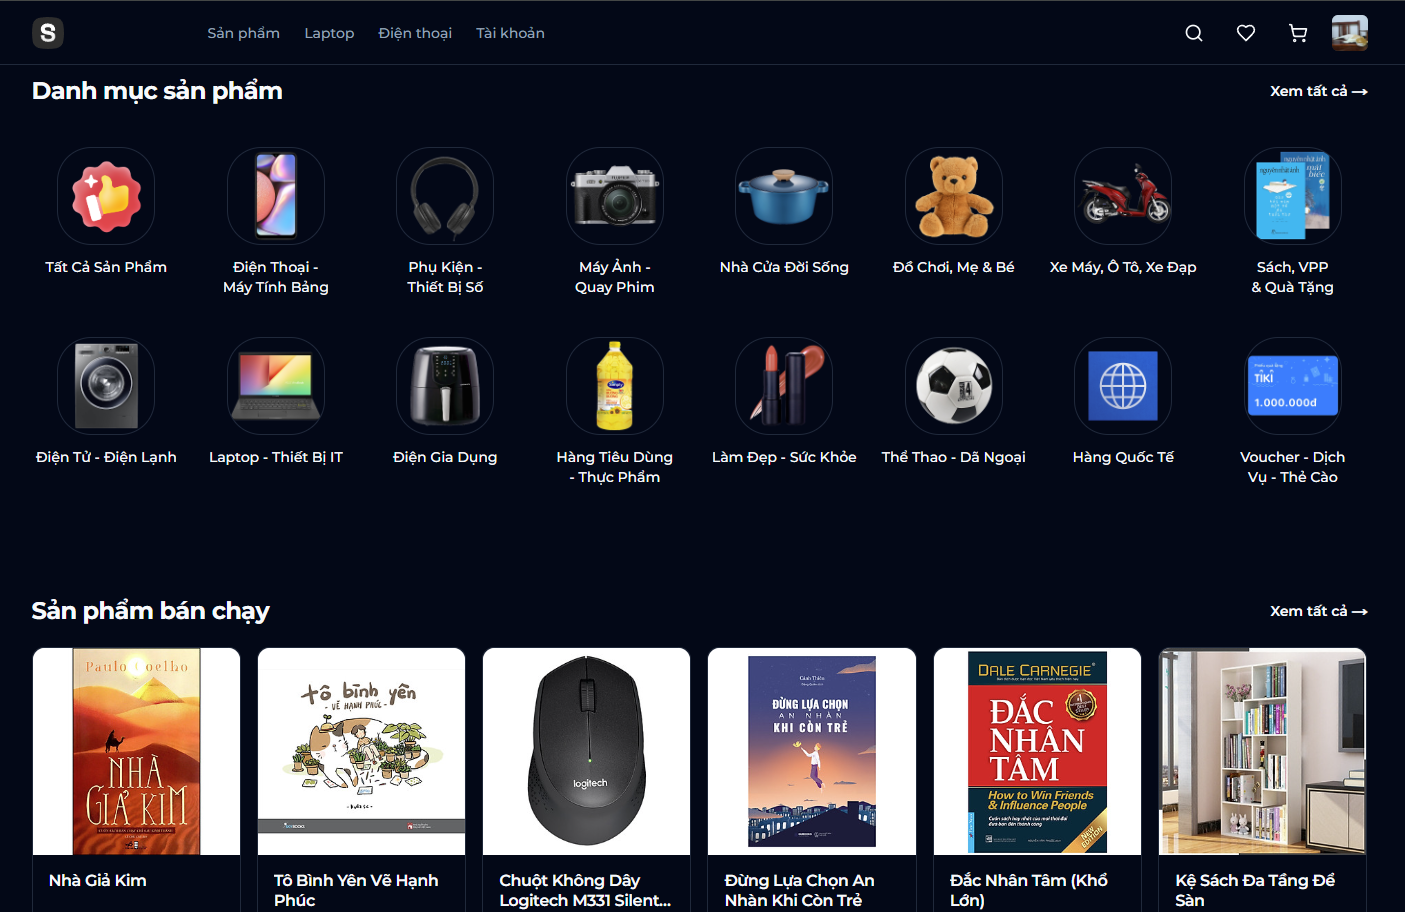 S
Sản phẩm
Laptop
Điện thoại
Tài khoản
Danh mục sản phẩm
Xem tất cả →
Tất Cả Sản Phẩm
Điện Thoại -
Máy Tính Bảng
Phụ Kiện -
Thiết Bị Số
Máy Ảnh -
Quay Phim
Nhà Cửa Đời Sống
Đồ Chơi, Mẹ & Bé
Xe Máy, Ô Tô, Xe Đạp
Sách, VPP
& Quà Tặng
TIKI
1.000.000đ
Điện Tử - Điện Lạnh
Laptop - Thiết Bị IT
Điện Gia Dụng
Hàng Tiêu Dùng
- Thực Phẩm
Làm Đẹp - Sức Khỏe
Thể Thao - Dã Ngoại
Hàng Quốc Tế
Voucher - Dịch
Vụ - Thẻ Cào
Sản phẩm bán chạy
Xem tất cả →
Paulo Coelho
NHÀ
GIẢ KIM
tô bình yên
- VẼ HẠNH PHÚC -
logitech
ĐỪNG LỰA CHỌN
AN NHÀN
KHI CÒN TRẺ
DALE CARNEGIE
ĐẮC
NHÂN
TÂM
How to Win Friends
& Influence People
NEW
EDITION
Nhà Giả Kim
Tô Bình Yên Vẽ Hạnh
Phúc
Chuột Không Dây
Logitech M331 Silent...
Đừng Lựa Chọn An
Nhàn Khi Còn Trẻ
Đắc Nhân Tâm (Khổ
Lớn)
Kệ Sách Đa Tầng Để
Sàn